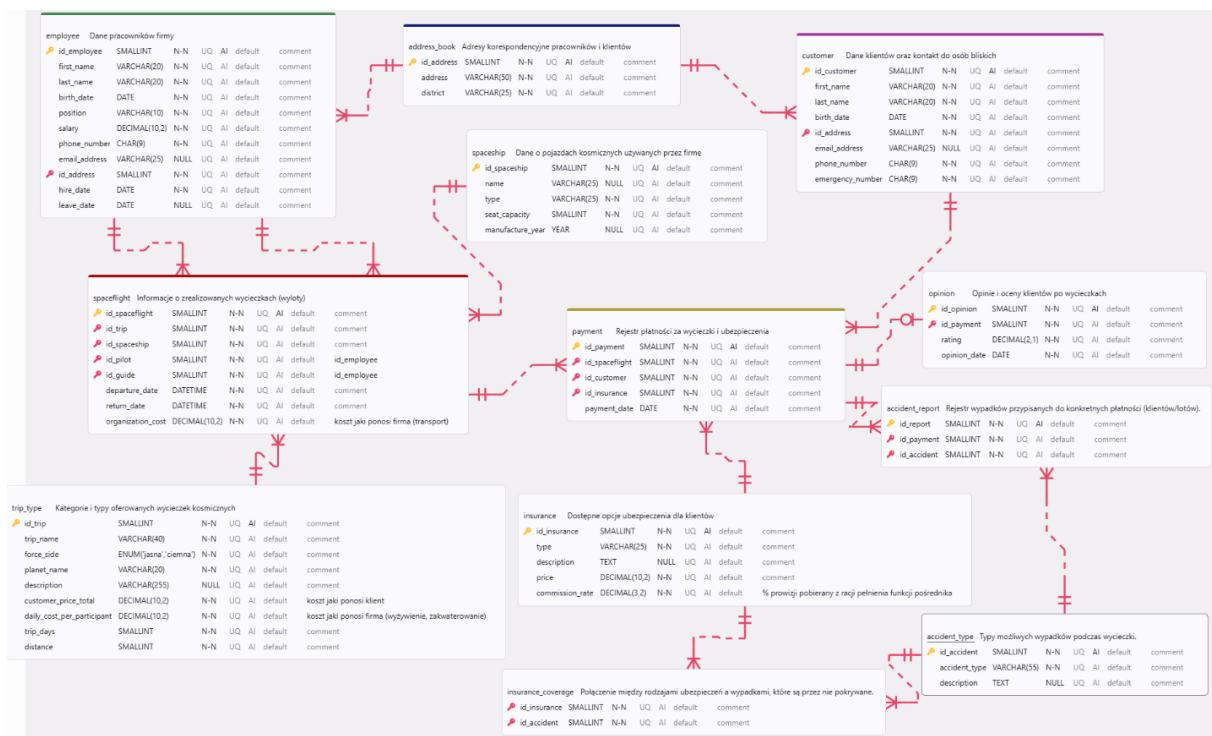 employee Dane pracowników firmy
id_employee SMALLINT N-N UQ AI default comment
first_name VARCHAR(20) N-N UQ AI default comment
last_name VARCHAR(20) N-N UQ AI default comment
birth_date DATE N-N UQ AI default comment
position VARCHAR(10) N-N UQ AI default comment
salary DECIMAL(10,2) N-N UQ AI default comment
phone_number CHAR(9) N-N UQ AI default comment
email_address VARCHAR(25) NULL UQ AI default comment
id_address SMALLINT N-N UQ AI default comment
hire_date DATE N-N UQ AI default comment
leave_date DATE NULL UQ AI default comment
address_book Adresy korespondencyjne pracowników i klientów
id_address SMALLINT N-N UQ AI default comment
address VARCHAR(50) N-N UQ AI default comment
district VARCHAR(25) N-N UQ AI default comment
customer Dane klientów oraz kontakt do osób bliskich
id_customer SMALLINT N-N UQ AI default comment
first_name VARCHAR(20) N-N UQ AI default comment
last_name VARCHAR(20) N-N UQ AI default comment
birth_date DATE N-N UQ AI default comment
id_address SMALLINT N-N UQ AI default comment
email_address VARCHAR(25) NULL UQ AI default comment
phone_number CHAR(9) N-N UQ AI default comment
emergency_number CHAR(9) N-N UQ AI default comment
spaceship Dane o pojazdach kosmicznych używanych przez firmę
id_spaceship SMALLINT N-N UQ AI default comment
name VARCHAR(25) NULL UQ AI default comment
type VARCHAR(25) N-N UQ AI default comment
seat_capacity SMALLINT N-N UQ AI default comment
manufacture_year YEAR NULL UQ AI default comment
spaceflight Informacje o zrealizowanych wycieczkach (wyloty)
id_spaceflight SMALLINT N-N UQ AI default comment
id_trip SMALLINT N-N UQ AI default comment
id_spaceship SMALLINT N-N UQ AI default comment
id_pilot SMALLINT N-N UQ AI default id_employee
id_guide SMALLINT N-N UQ AI default id_employee
departure_date DATETIME N-N UQ AI default comment
return_date DATETIME N-N UQ AI default comment
organization_cost DECIMAL(10,2) N-N UQ AI default koszt jaki ponosi firma (transport)
payment Rejestr płatności za wycieczki i ubezpieczenia
id_payment SMALLINT N-N UQ AI default comment
id_spaceflight SMALLINT N-N UQ AI default comment
id_customer SMALLINT N-N UQ AI default comment
id_insurance SMALLINT N-N UQ AI default comment
payment_date DATE N-N UQ AI default comment
opinion Opinie i oceny klientów po wycieczkach
id_opinion SMALLINT N-N UQ AI default comment
id_payment SMALLINT N-N UQ AI default comment
rating DECIMAL(2,1) N-N UQ AI default comment
opinion_date DATE N-N UQ AI default comment
accident_report Rejestr wypadków przypisanych do konkretnych płatności (klientów/lotów).
id_report SMALLINT N-N UQ AI default comment
id_payment SMALLINT N-N UQ AI default comment
id_accident SMALLINT N-N UQ AI default comment
trip_type Kategorie i typy oferowanych wycieczek kosmicznych
id_trip SMALLINT N-N UQ AI default comment
trip_name VARCHAR(40) N-N UQ AI default comment
force_side ENUM('jasna','ciemna') N-N UQ AI default comment
planet_name VARCHAR(20) N-N UQ AI default comment
description VARCHAR(255) NULL UQ AI default comment
customer_price_total DECIMAL(10,2) N-N UQ AI default koszt jaki ponosi klient
daily_cost_per_participant DECIMAL(10,2) N-N UQ AI default koszt jaki ponosi firma (wyżywienie, zakwaterowanie)
trip_days SMALLINT N-N UQ AI default comment
distance SMALLINT N-N UQ AI default comment
insurance Dostępne opcje ubezpieczenia dla klientów
id_insurance SMALLINT N-N UQ AI default comment
type VARCHAR(25) N-N UQ AI default comment
description TEXT NULL UQ AI default comment
price DECIMAL(10,2) N-N UQ AI default comment
commission_rate DECIMAL(3,2) N-N UQ AI default % prowizji pobierany z racji pełnienia funkcji pośrednika
accident_type Typy możliwych wypadków podczas wycieczki.
id_accident SMALLINT N-N UQ AI default comment
accident_type VARCHAR(55) N-N UQ AI default comment
description TEXT NULL UQ AI default comment
insurance_coverage Połączenie między rodzajami ubezpieczeń a wypadkami, które są przez nie pokrywane.
id_insurance SMALLINT N-N UQ AI default comment
id_accident SMALLINT N-N UQ AI default comment